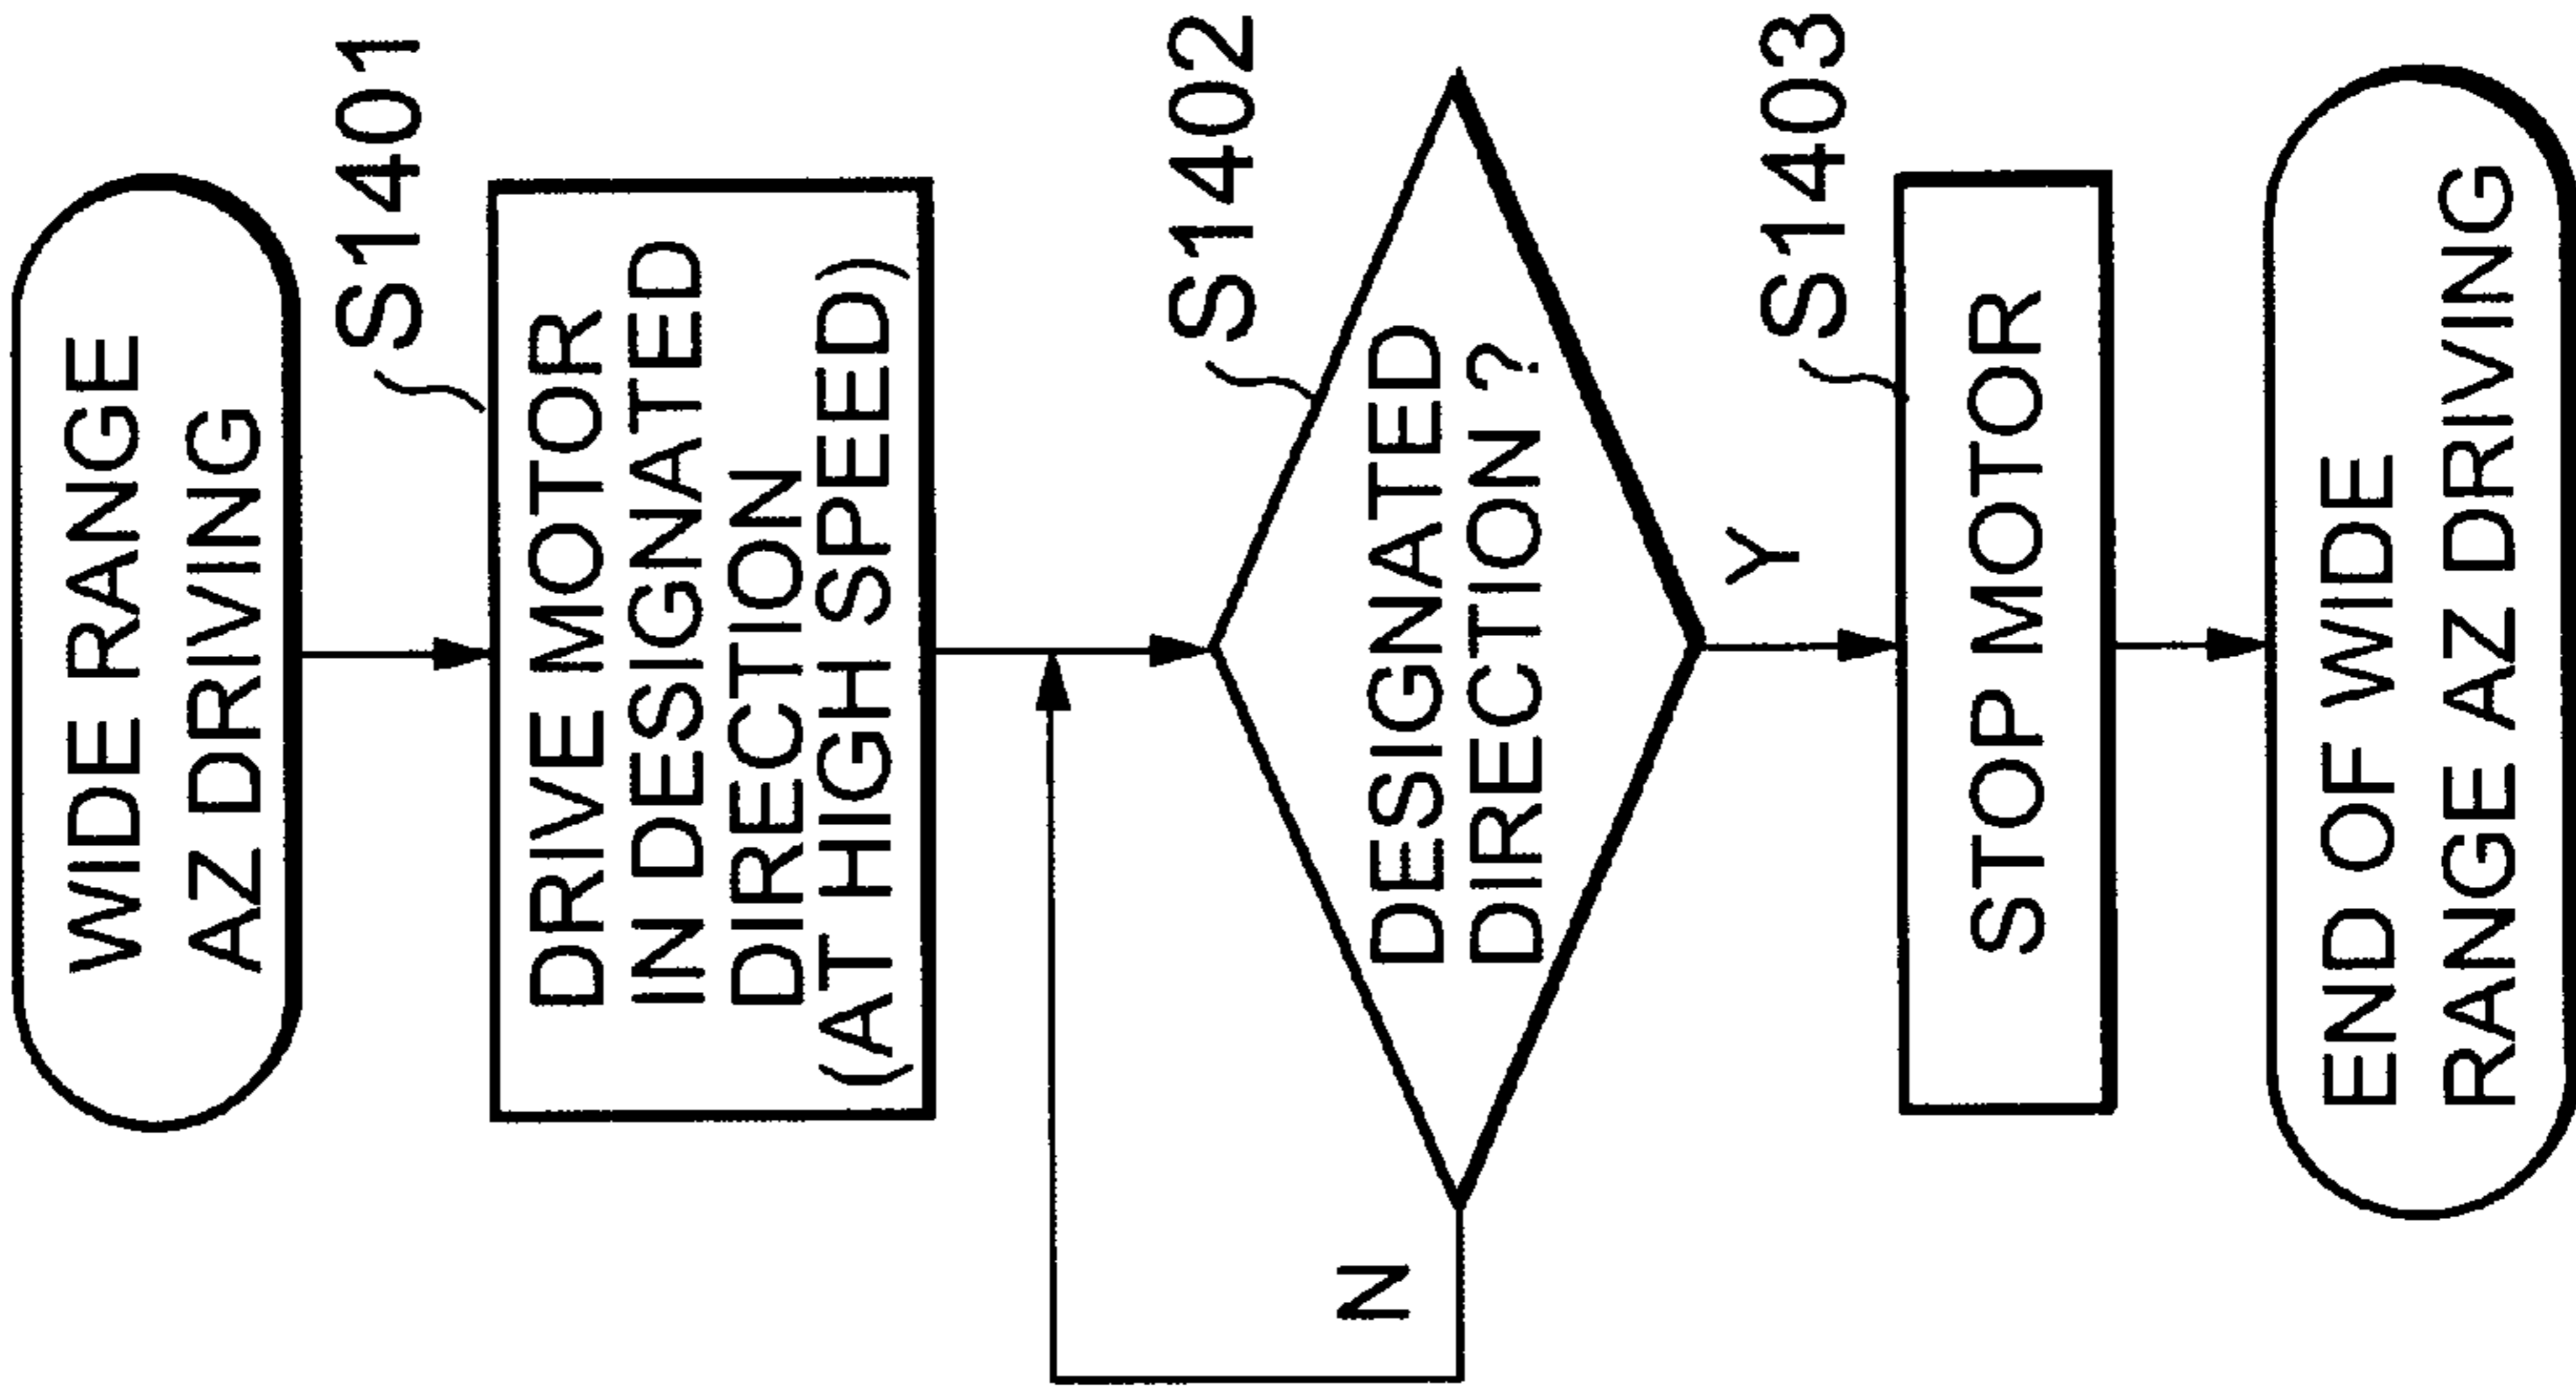 WIDE RANGE
AZ DRIVING
S1401
DRIVE MOTOR
IN DESIGNATED
DIRECTION
(AT HIGH SPEED)
S1402
DESIGNATED
DIRECTION ?
N
Y
S1403
STOP MOTOR
END OF WIDE
RANGE AZ DRIVING